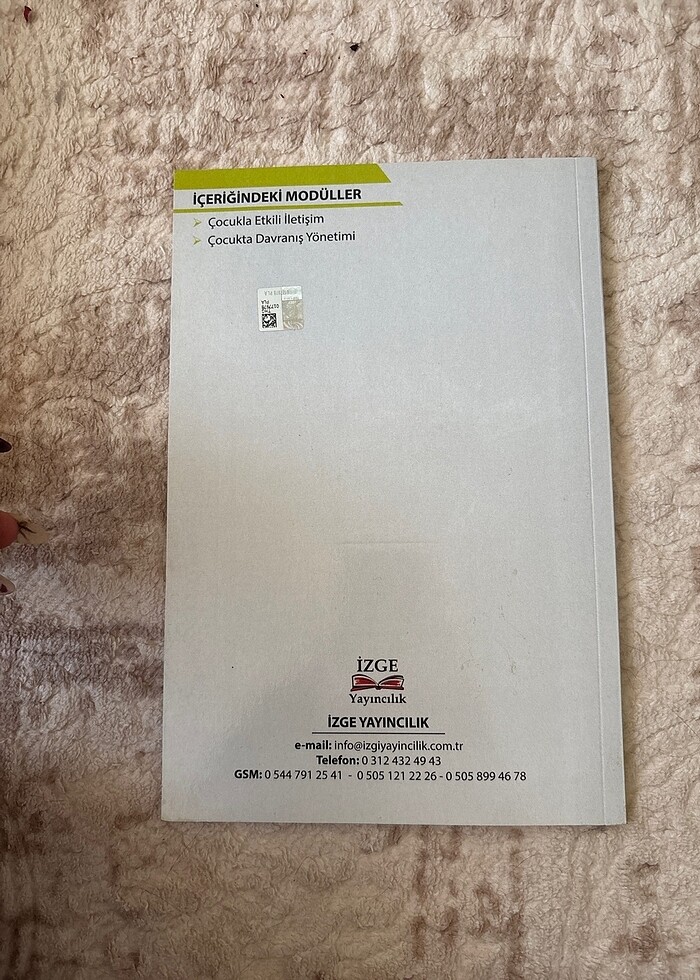 İÇERİĞİNDEKİ MODÜLLER
Çocukla Etkili İletişim
Çocukta Davranış Yönetimi
İZGE
Yayıncılık
İZGE YAYINCILIK
e-mail: info@izgiyayincilik.com.tr
Telefon: 0 312 432 49 43
GSM: 0 544 791 25 41 - 0 505 121 22 26 - 0 505 899 46 78